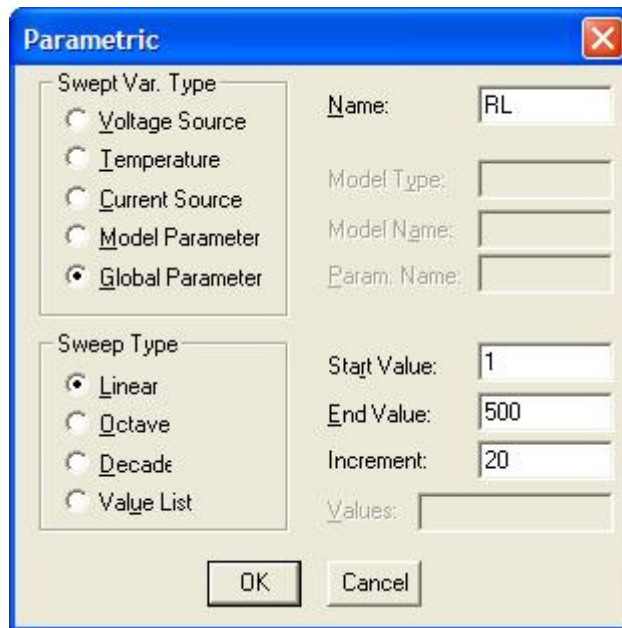 Parametric
Swept Var. Type
Voltage Source
Temperature
Current Source
Model Parameter
Global Parameter
Name: RL
Model Type:
Model Name:
Param. Name:
Sweep Type
Linear
Octave
Decade
Value List
Start Value: 1
End Value: 500
Increment: 20
Values:
OK
Cancel